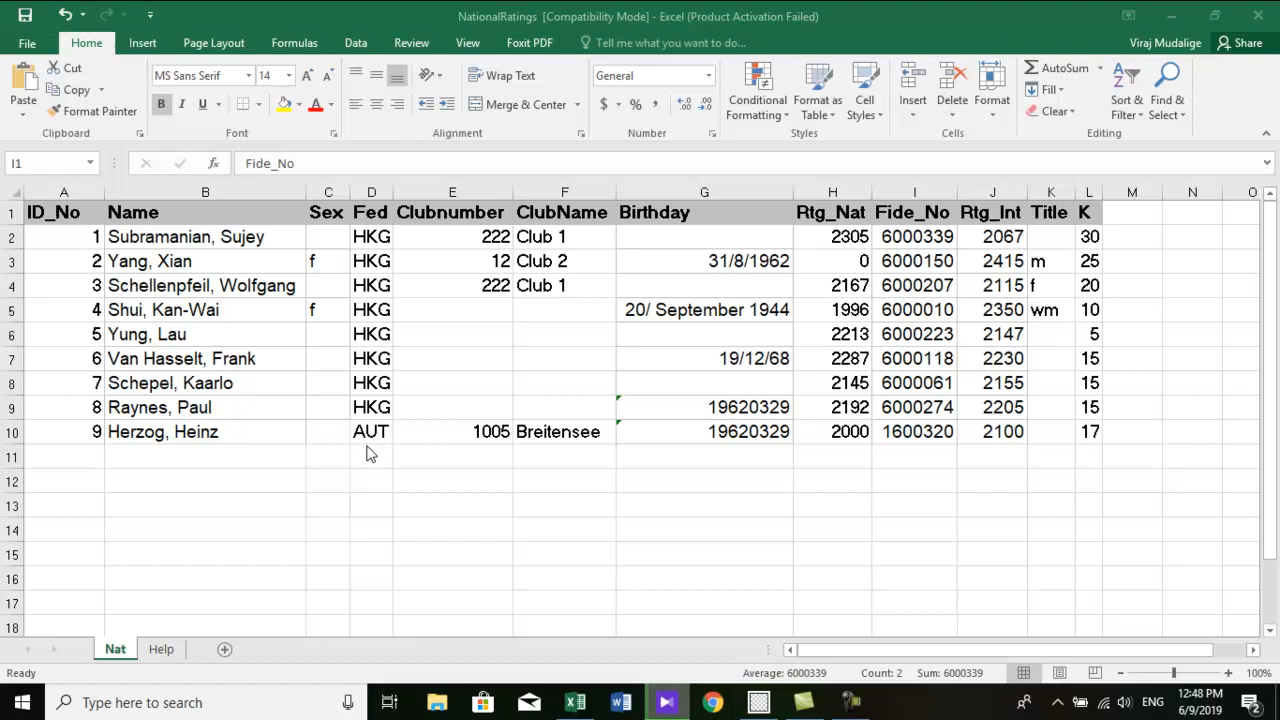 NationalRatings [Compatibility Mode] - Excel (Product Activation Failed)
File Home Insert Page Layout Formulas Data Review View Foxit PDF Tell me what you want to do... Viraj Mudalige Share
Paste Cut Copy Format Painter Clipboard
MS Sans Serif 14 B I U A Font
Wrap Text Merge & Center Alignment
General $ % , Number
Conditional Formatting Format as Table Cell Styles Styles
Insert Delete Format Cells
AutoSum Fill Clear Sort & Filter Find & Select Editing
I1 fx Fide_No
A B C D E F G H I J K L M N O
1 ID_No Name Sex Fed Clubnumber ClubName Birthday Rtg_Nat Fide_No Rtg_Int Title K
2 1 Subramanian, Sujey HKG 222 Club 1 2305 6000339 2067 30
3 2 Yang, Xian f HKG 12 Club 2 31/8/1962 0 6000150 2415 m 25
4 3 Schellenpfeil, Wolfgang HKG 222 Club 1 2167 6000207 2115 f 20
5 4 Shui, Kan-Wai f HKG 20/ September 1944 1996 6000010 2350 wm 10
6 5 Yung, Lau HKG 2213 6000223 2147 5
7 6 Van Hasselt, Frank HKG 19/12/68 2287 6000118 2230 15
8 7 Schepel, Kaarlo HKG 2145 6000061 2155 15
9 8 Raynes, Paul HKG 19620329 2192 6000274 2205 15
10 9 Herzog, Heinz AUT 1005 Breitensee 19620329 2000 1600320 2100 17
11
12
13
14
15
16
17
18
Nat Help
Ready Average: 6000339 Count: 2 Sum: 6000339 100%
Type here to search ENG 12:48 PM 6/9/2019 2